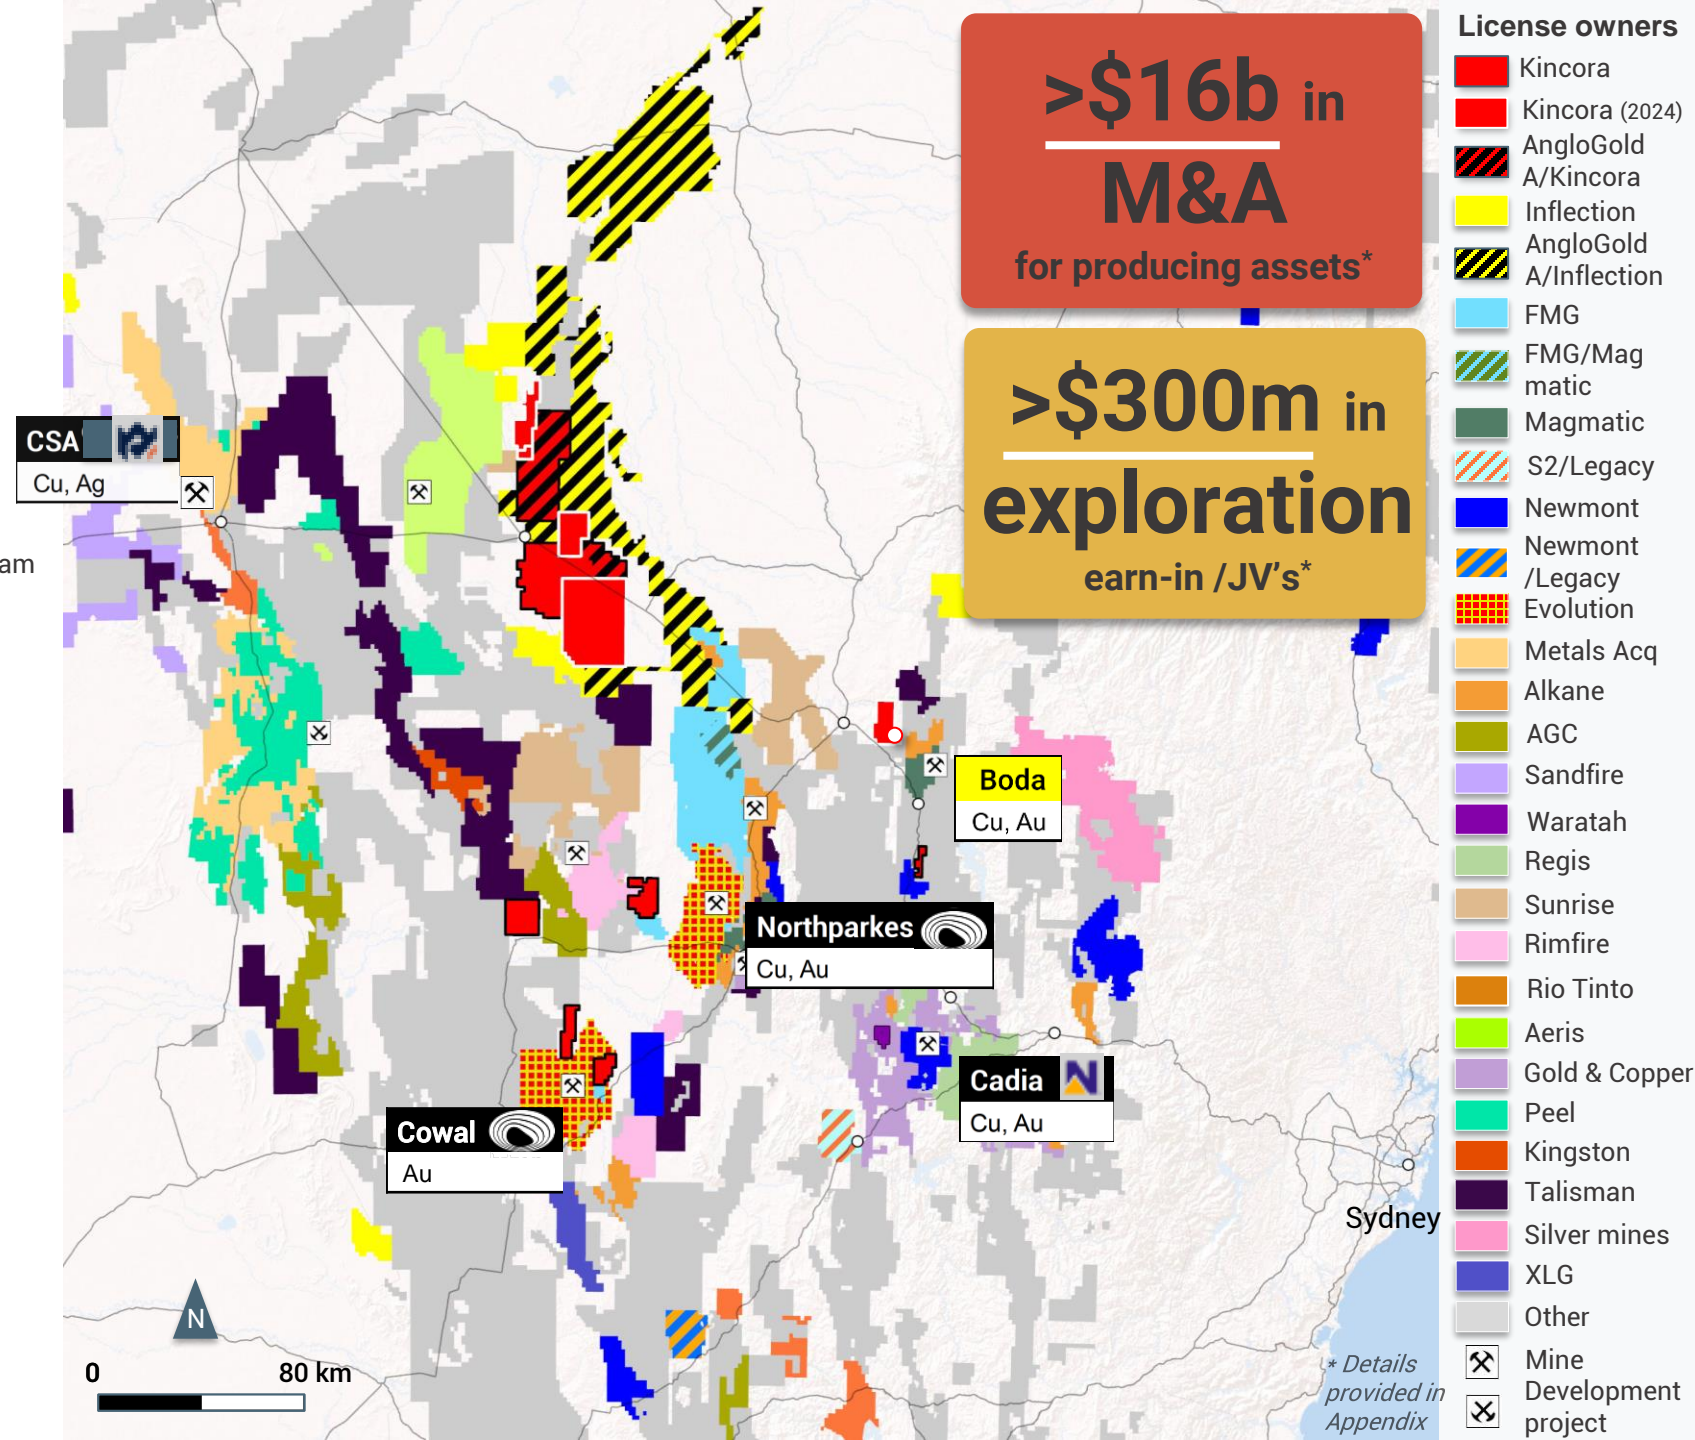 >$16b in
M&A
for producing assets*
>$300m in
exploration
earn-in /JV's*
CSA
Cu, Ag
am
Boda
Cu, Au
Northparkes
Cu, Au
Cadia
Cu, Au
Cowal
Au
Sydney
N
0 80 km
* Details
provided in
Appendix
License owners
Kincora
Kincora (2024)
AngloGold
A/Kincora
Inflection
AngloGold
A/Inflection
FMG
FMG/Mag
matic
Magmatic
S2/Legacy
Newmont
Newmont
/Legacy
Evolution
Metals Acq
Alkane
AGC
Sandfire
Waratah
Regis
Sunrise
Rimfire
Rio Tinto
Aeris
Gold & Copper
Peel
Kingston
Talisman
Silver mines
XLG
Other
Mine
Development
project